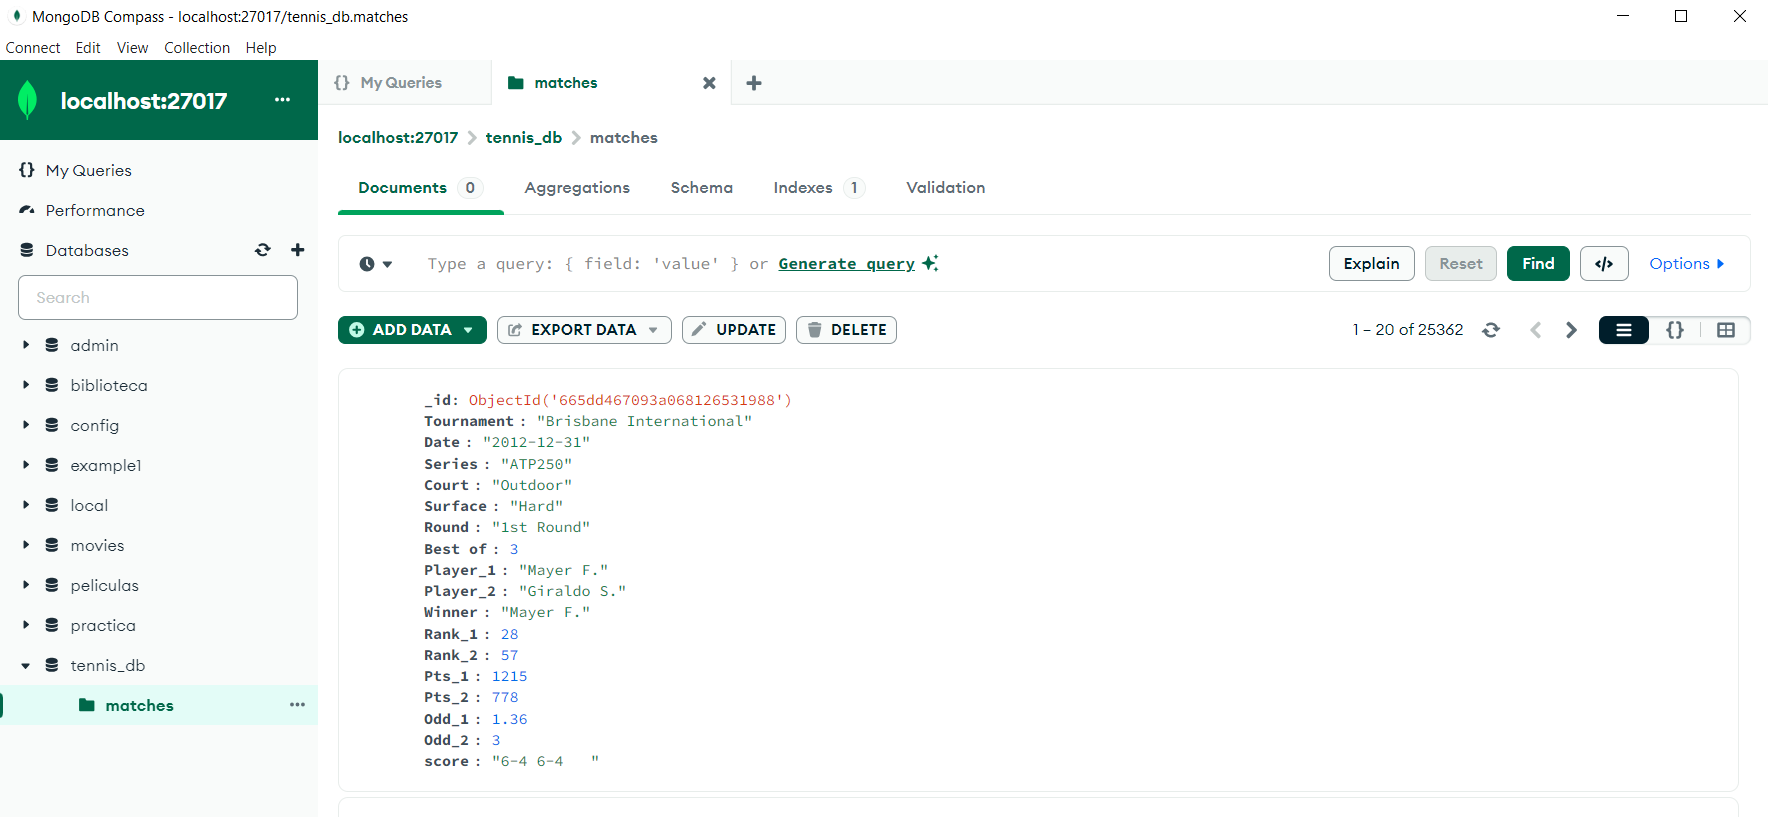 MongoDB Compass - localhost:27017/tennis_db.matches
Connect Edit View Collection Help
localhost:27017
My Queries
Performance
Databases
Search
admin
biblioteca
config
example1
local
movies
peliculas
practica
tennis_db
matches
{} My Queries
matches
localhost:27017 > tennis_db > matches
Documents 0 Aggregations Schema Indexes 1 Validation
Type a query: { field: 'value' } or Generate query
Explain Reset Find </> Options
ADD DATA EXPORT DATA UPDATE DELETE
1 – 20 of 25362
_id: ObjectId('665dd467093a068126531988')
Tournament : "Brisbane International"
Date : "2012-12-31"
Series : "ATP250"
Court : "Outdoor"
Surface : "Hard"
Round : "1st Round"
Best of : 3
Player_1 : "Mayer F."
Player_2 : "Giraldo S."
Winner : "Mayer F."
Rank_1 : 28
Rank_2 : 57
Pts_1 : 1215
Pts_2 : 778
Odd_1 : 1.36
Odd_2 : 3
score : "6-4 6-4   "